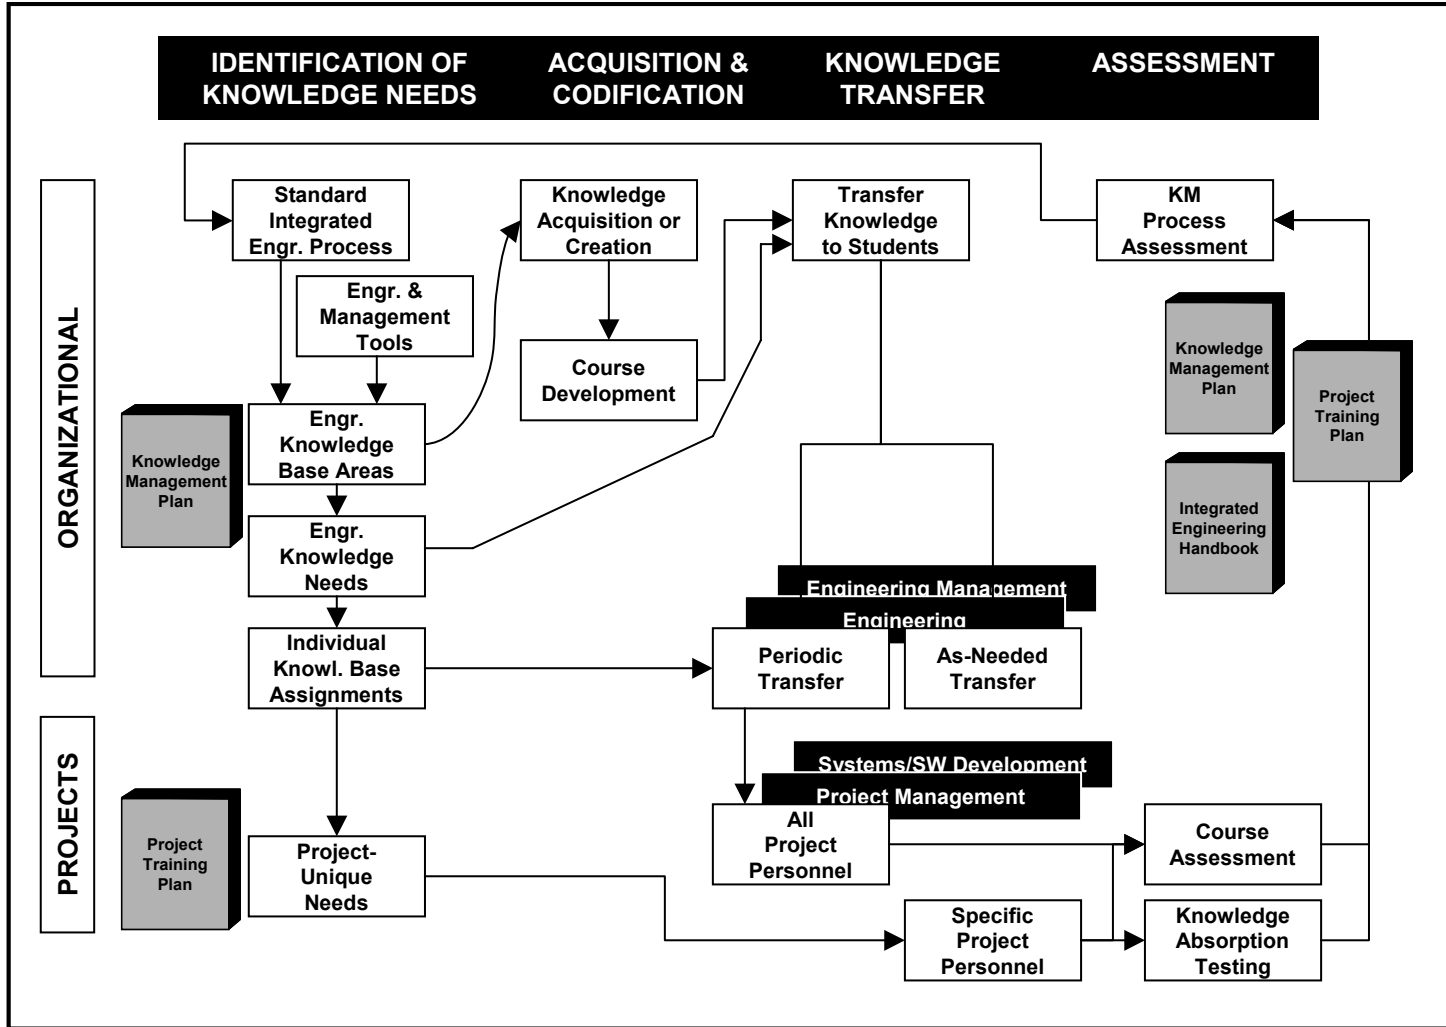 IDENTIFICATION OF
KNOWLEDGE NEEDS
ACQUISITION &
CODIFICATION
KNOWLEDGE
TRANSFER
ASSESSMENT
ORGANIZATIONAL
Standard
Integrated
Engr. Process
Engr. &
Management
Tools
Knowledge
Management
Plan
Engr.
Knowledge
Base Areas
Engr.
Knowledge
Needs
Individual
Knowl. Base
Assignments
Knowledge
Acquisition or
Creation
Course
Development
Transfer
Knowledge
to Students
Engineering Management
Engineering
Periodic
Transfer
As-Needed
Transfer
KM
Process
Assessment
Knowledge
Management
Plan
Project
Training
Plan
Integrated
Engineering
Handbook
PROJECTS
Project
Training
Plan
Project-
Unique
Needs
Systems/SW Development
Project Management
All
Project
Personnel
Specific
Project
Personnel
Course
Assessment
Knowledge
Absorption
Testing